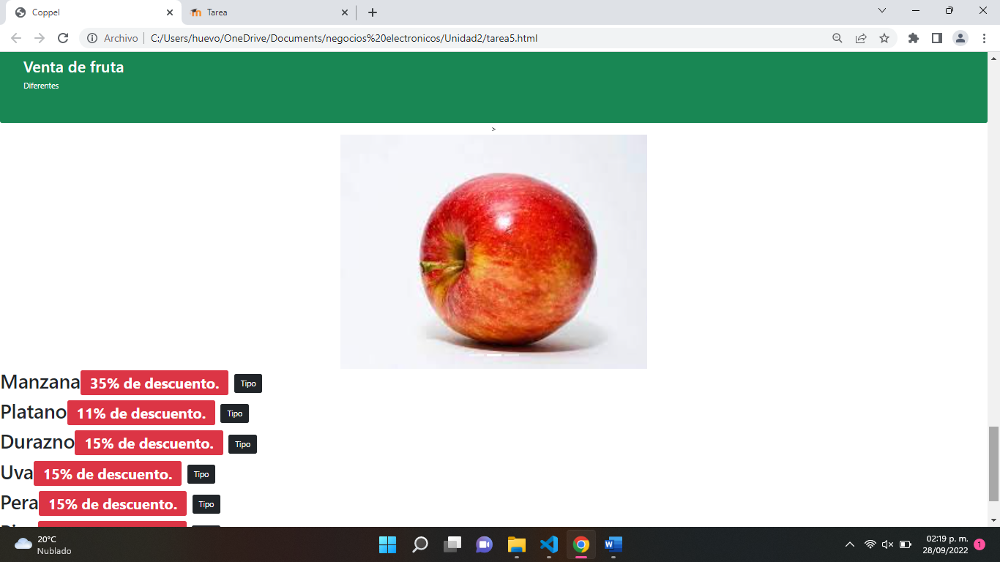 Coppel
Tarea
Archivo
C:/Users/huevo/OneDrive/Documents/negocios%20electronicos/Unidad2/tarea5.html
Venta de fruta
Diferentes
>
Manzana 35% de descuento. Tipo
Platano 11% de descuento. Tipo
Durazno 15% de descuento. Tipo
Uva 15% de descuento. Tipo
Pera 15% de descuento. Tipo
20°C
Nublado
02:19 p. m.
28/09/2022
1